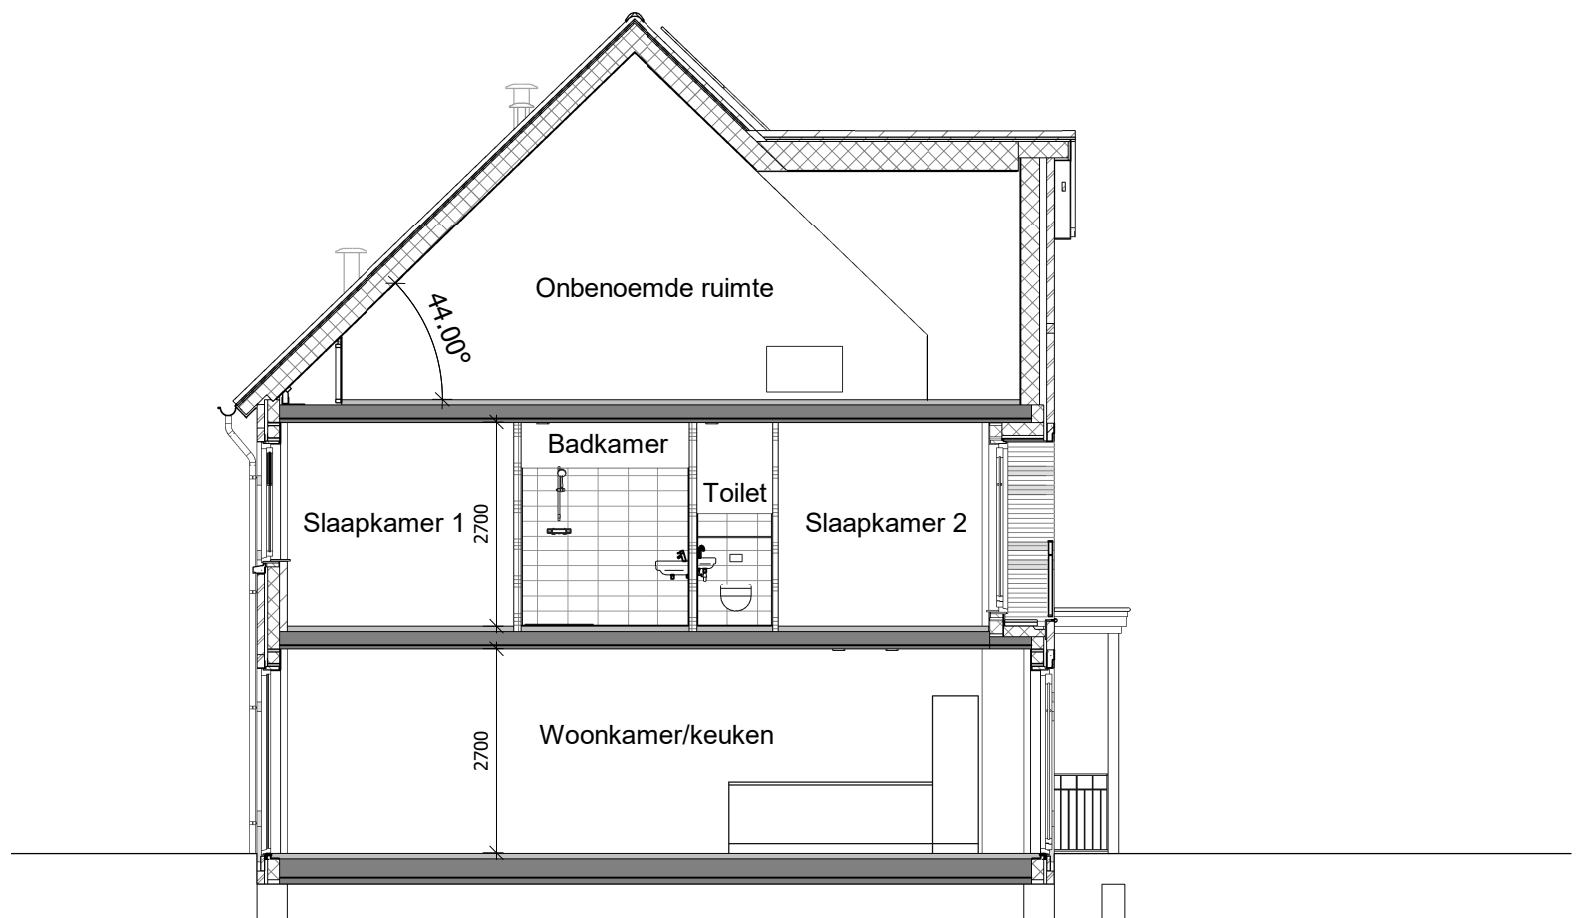 Onbenoemde ruimte
44.00°
Badkamer
Toilet
Slaapkamer 1
2700
Slaapkamer 2
2700
Woonkamer/keuken